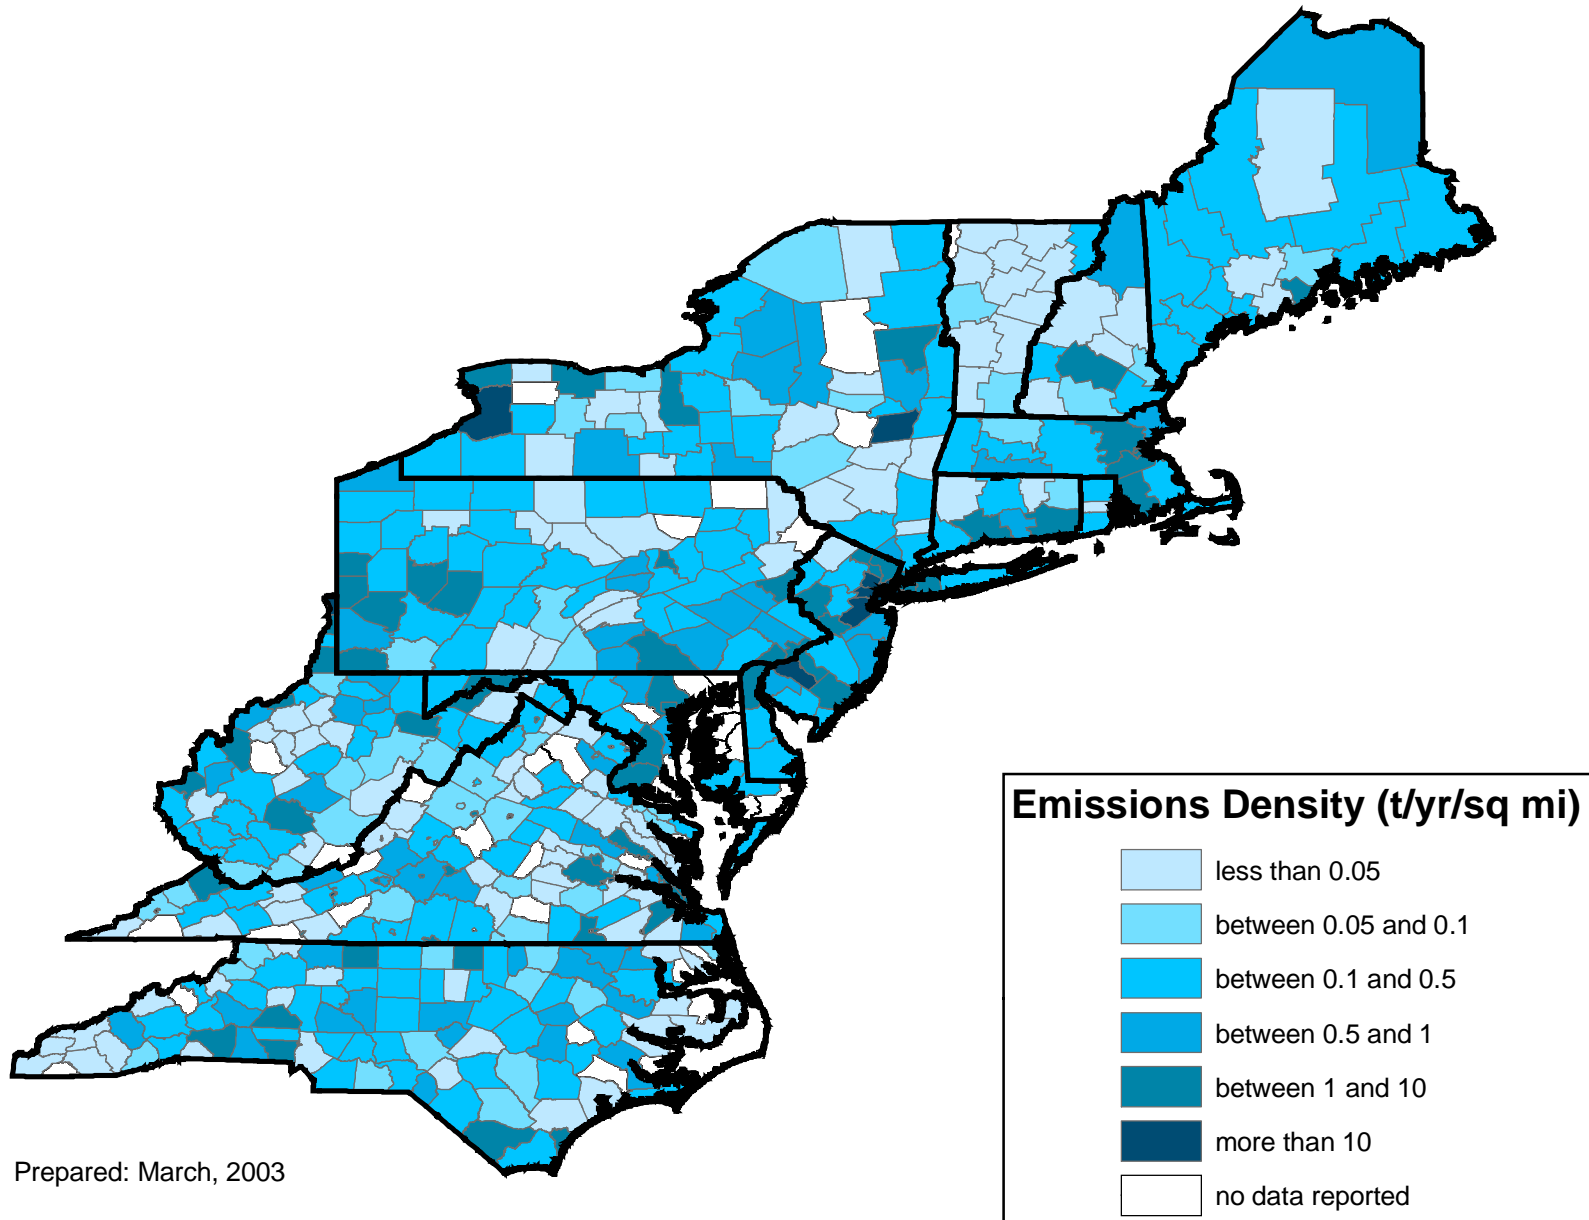 Emissions Density (t/yr/sq mi)
less than 0.05
between 0.05 and 0.1
between 0.1 and 0.5
between 0.5 and 1
between 1 and 10
more than 10
no data reported
Prepared: March, 2003